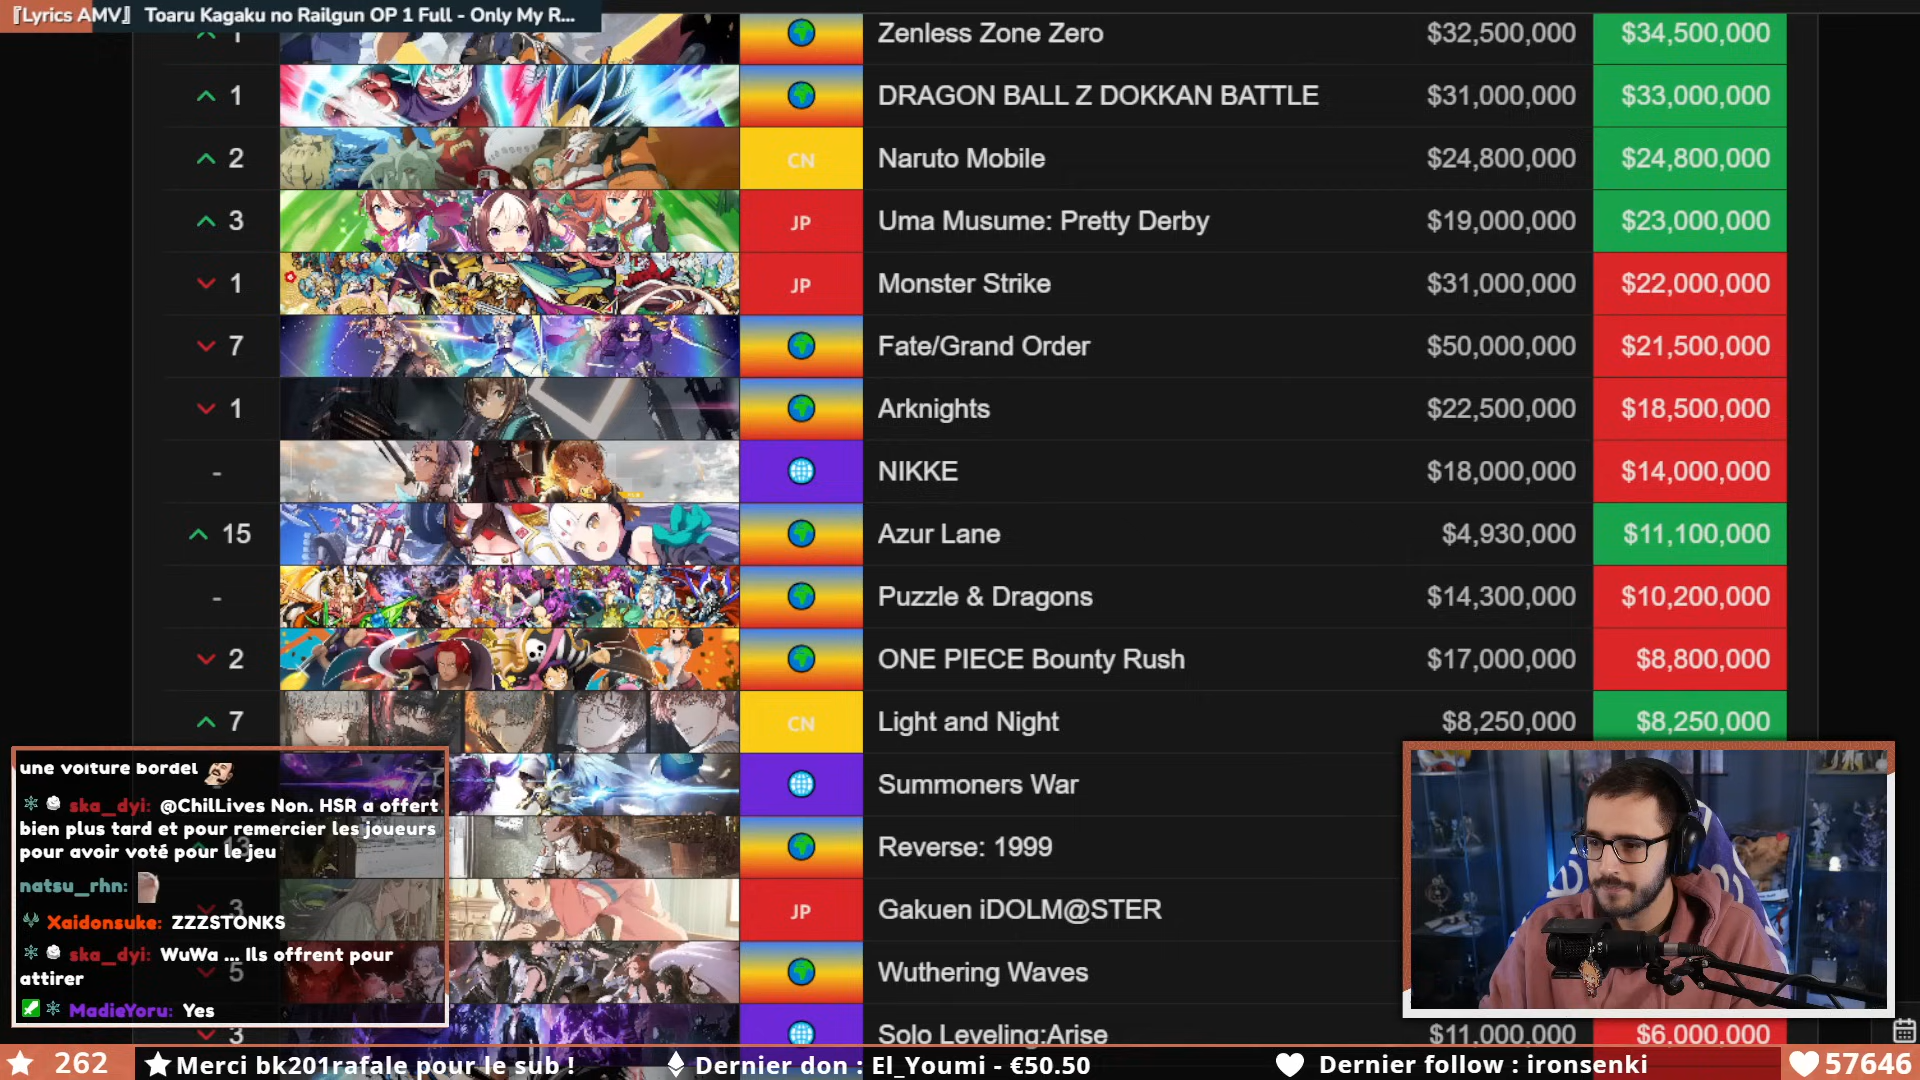 『Lyrics AMV』 Toaru Kagaku no Railgun OP 1 Full - Only My R...
1 Zenless Zone Zero $32,500,000 $34,500,000
1 DRAGON BALL Z DOKKAN BATTLE $31,000,000 $33,000,000
2 CN Naruto Mobile $24,800,000 $24,800,000
3 JP Uma Musume: Pretty Derby $19,000,000 $23,000,000
1 JP Monster Strike $31,000,000 $22,000,000
7 Fate/Grand Order $50,000,000 $21,500,000
1 Arknights $22,500,000 $18,500,000
- NIKKE $18,000,000 $14,000,000
15 Azur Lane $4,930,000 $11,100,000
- Puzzle & Dragons $14,300,000 $10,200,000
2 ONE PIECE Bounty Rush $17,000,000 $8,800,000
7 CN Light and Night $8,250,000 $8,250,000
Summoners War
13 Reverse: 1999
3 JP Gakuen iDOLM@STER
5 Wuthering Waves
3 Solo Leveling:Arise $11,000,000 $6,000,000
une voiture bordel
ska_dyi: @ChilLives Non. HSR a offert
bien plus tard et pour remercier les joueurs
pour avoir voté pour le jeu
natsu_rhn:
Xaidonsuke: ZZZSTONKS
ska_dyi: WuWa ... Ils offrent pour
attirer
MadieYoru: Yes
262 Merci bk201rafale pour le sub ! Dernier don : El_Youmi - €50.50 Dernier follow : ironsenki 57646